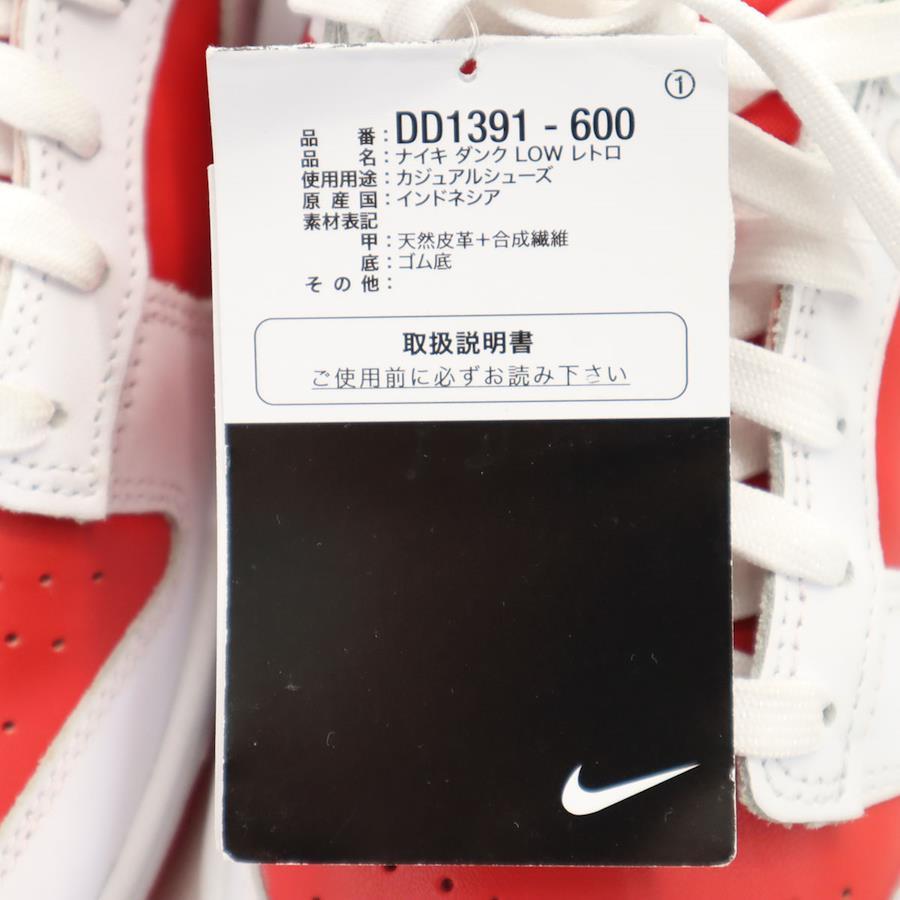 ①
品 番：DD1391 - 600
品 名：ナイキ ダンク LOW レトロ
使用用途：カジュアルシューズ
原 産 国：インドネシア
素材表記
甲：天然皮革＋合成繊維
底：ゴム底
そ の 他：
取扱説明書
ご使用前に必ずお読み下さい